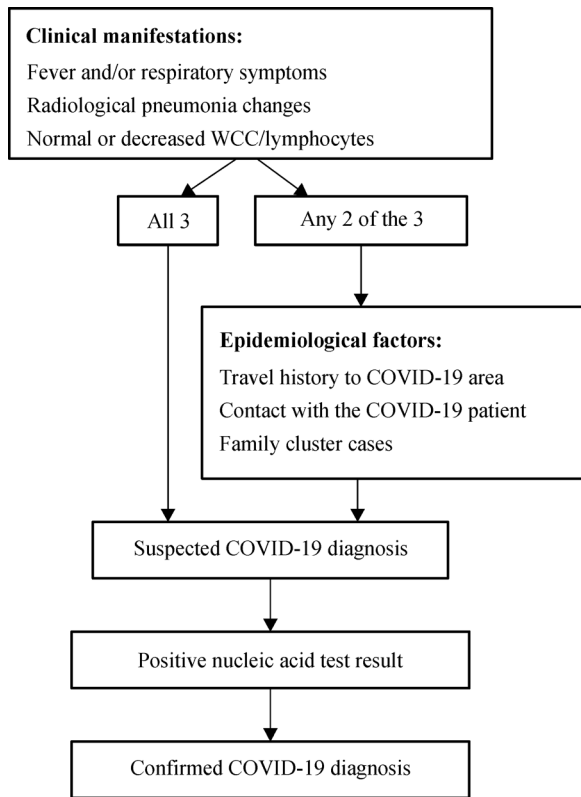 Clinical manifestations:
Fever and/or respiratory symptoms
Radiological pneumonia changes
Normal or decreased WCC/lymphocytes
All 3
Any 2 of the 3
Epidemiological factors:
Travel history to COVID-19 area
Contact with the COVID-19 patient
Family cluster cases
Suspected COVID-19 diagnosis
Positive nucleic acid test result
Confirmed COVID-19 diagnosis